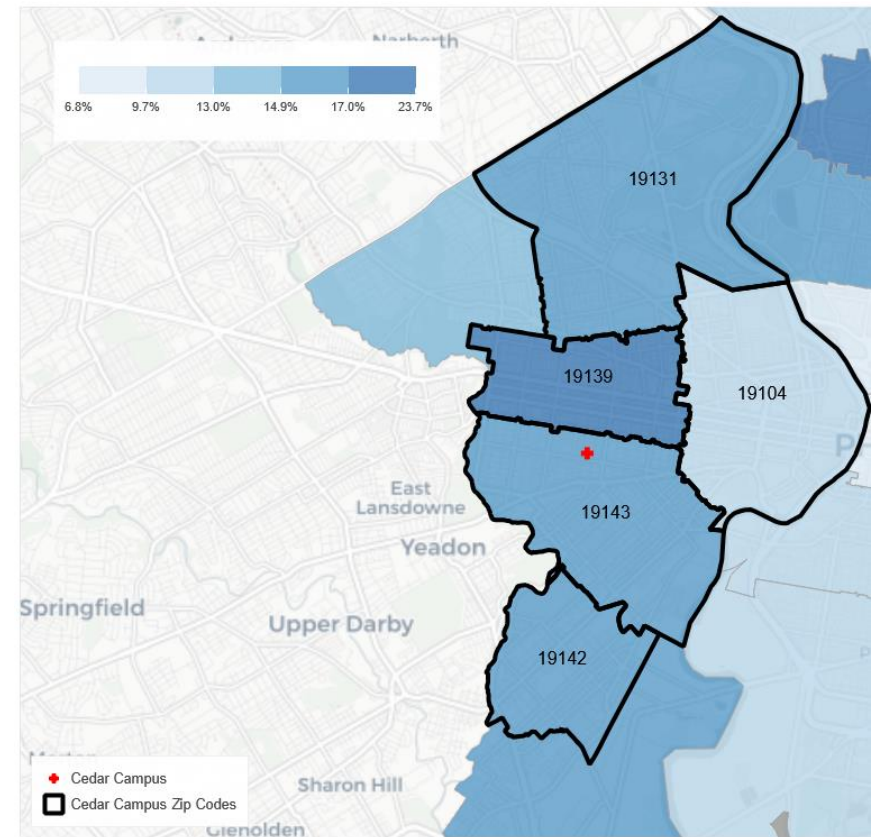 Narberth
6.8% 9.7% 13.0% 14.9% 17.0% 23.7%
19131
19139
19104
East
Lansdowne
19143
Yeadon
Springfield
Upper Darby
19142
Cedar Campus
Sharon Hill
Cedar Campus Zip Codes
Glenolden